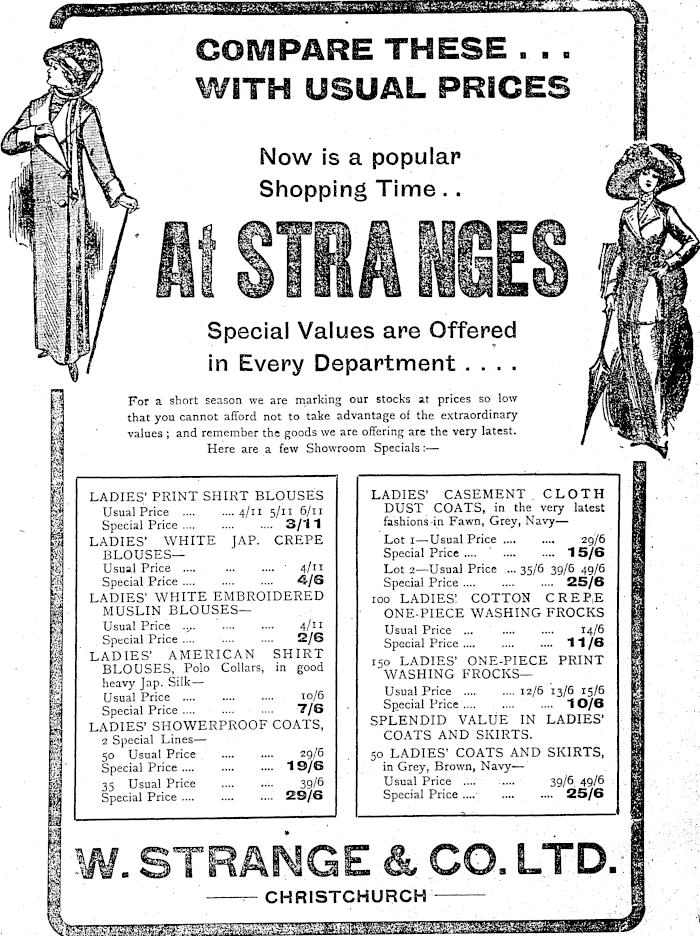 COMPARE THESE . . .
WITH USUAL PRICES
Now is a popular
Shopping Time . .
At STRANGES
Special Values are Offered
in Every Department . . . .
For a short season we are marking our stocks at prices so low
that you cannot afford not to take advantage of the extraordinary
values ; and remember the goods we are offering are the very latest.
Here are a few Showroom Specials :—
LADIES' PRINT SHIRT BLOUSES
Usual Price .... .... 4/11 5/11 6/11
Special Price .... .... .... 3/11
LADIES' WHITE JAP. CREPE
BLOUSES—
Usual Price .... ... .... 4/11
Special Price .... .... .... 4/6
LADIES' WHITE EMBROIDERED
MUSLIN BLOUSES—
Usual Price .... .... .... 4/11
Special Price .... .... .... 2/6
LADIES' AMERICAN SHIRT
BLOUSES, Polo Collars, in good
heavy Jap. Silk—
Usual Price .... .... .... 10/6
Special Price .... .... .... 7/6
LADIES' SHOWERPROOF COATS,
2 Special Lines—
50 Usual Price .... .... 29/6
Special Price .... .... .... 19/6
35 Usual Price .... .... 39/6
Special Price .... .... .... 29/6
LADIES' CASEMENT CLOTH
DUST COATS, in the very latest
fashions in Fawn, Grey, Navy—
Lot 1—Usual Price .... .... 29/6
Special Price .... .... .... 15/6
Lot 2—Usual Price ... 35/6 39/6 49/6
Special Price .... .... .... 25/6
100 LADIES' COTTON CREPE
ONE-PIECE WASHING FROCKS
Usual Price ... .... .... 14/6
Special Price .... .... .... 11/6
150 LADIES' ONE-PIECE PRINT
WASHING FROCKS—
Usual Price .... .... 12/6 13/6 15/6
Special Price .... .... .... 10/6
SPLENDID VALUE IN LADIES'
COATS AND SKIRTS.
50 LADIES' COATS AND SKIRTS,
in Grey, Brown, Navy—
Usual Price .... .... 39/6 49/6
Special Price .... .... .... 25/6
W. STRANGE & CO. LTD.
CHRISTCHURCH